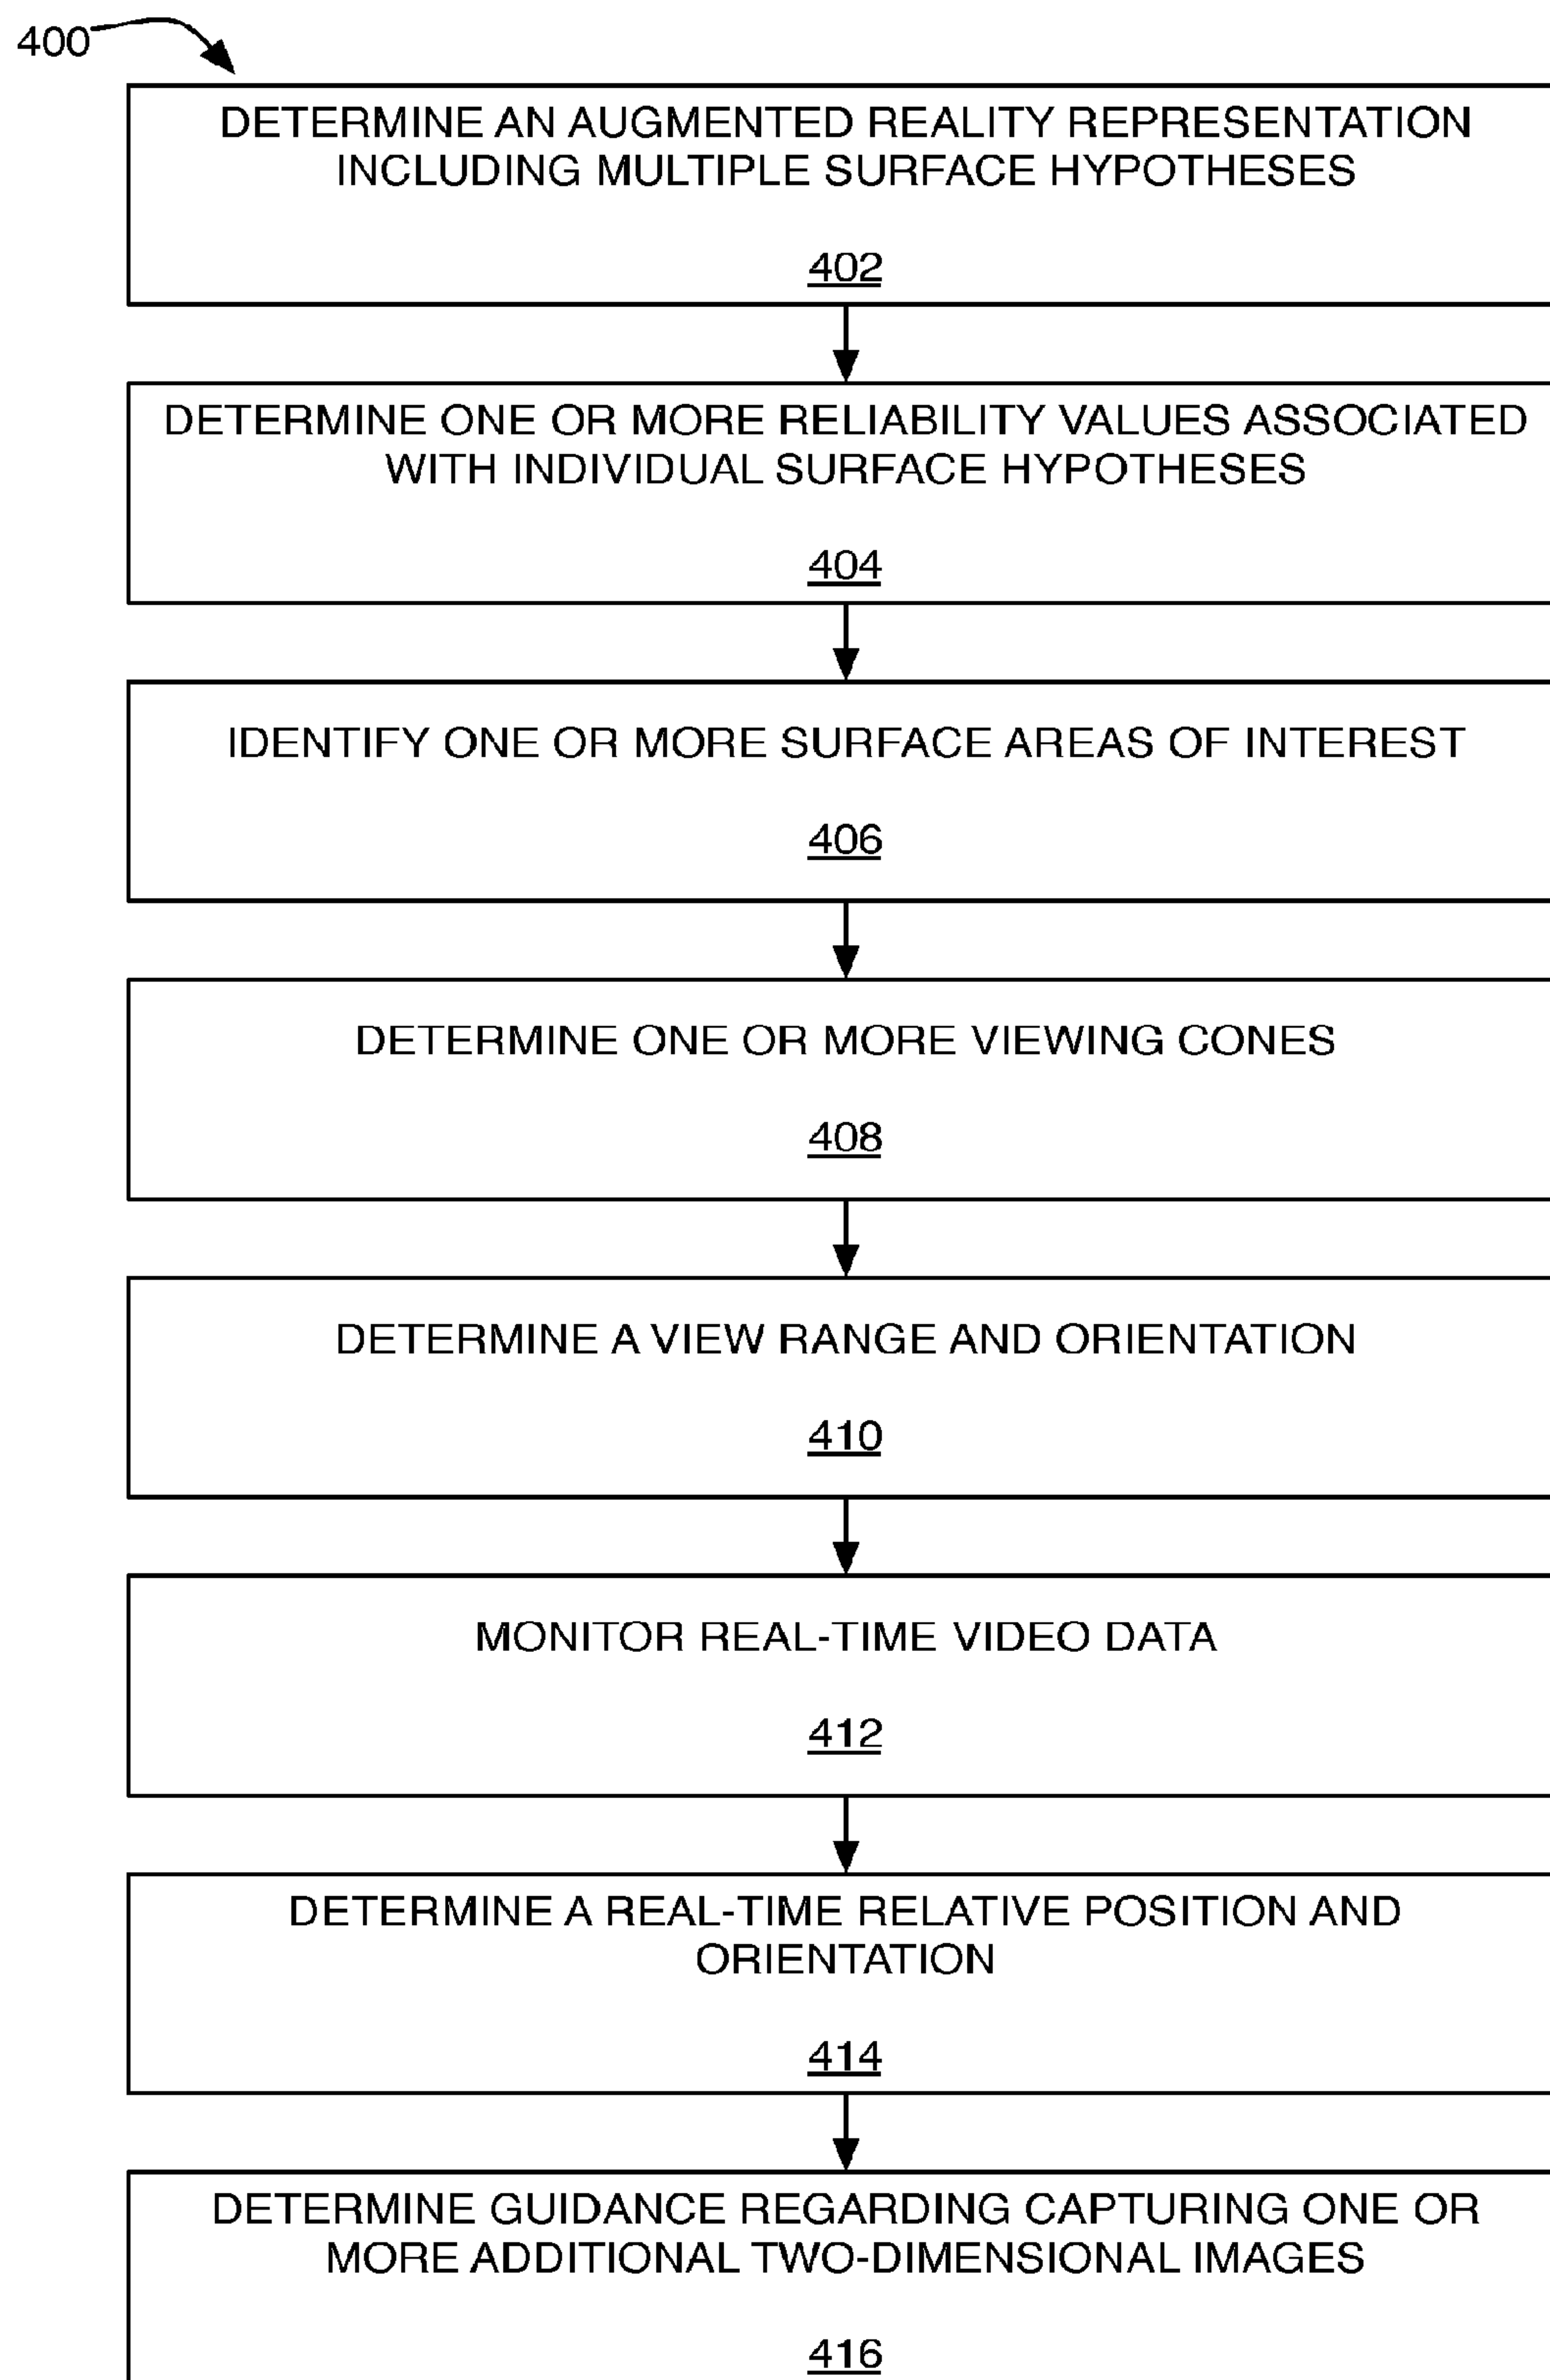 400
DETERMINE AN AUGMENTED REALITY REPRESENTATION
INCLUDING MULTIPLE SURFACE HYPOTHESES
402
DETERMINE ONE OR MORE RELIABILITY VALUES ASSOCIATED
WITH INDIVIDUAL SURFACE HYPOTHESES
404
IDENTIFY ONE OR MORE SURFACE AREAS OF INTEREST
406
DETERMINE ONE OR MORE VIEWING CONES
408
DETERMINE A VIEW RANGE AND ORIENTATION
410
MONITOR REAL-TIME VIDEO DATA
412
DETERMINE A REAL-TIME RELATIVE POSITION AND
ORIENTATION
414
DETERMINE GUIDANCE REGARDING CAPTURING ONE OR
MORE ADDITIONAL TWO-DIMENSIONAL IMAGES
416